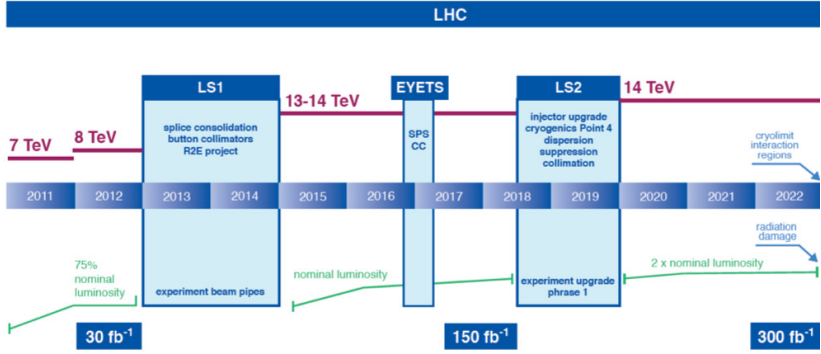 LHC
LS1
EYETS
LS2
14 TeV
13-14 TeV
8 TeV
7 TeV
splice consolidation
button collimators
R2E project
SPS
CC
injector upgrade
cryogenics Point 4
dispersion
suppression
collimation
cryolimit
interaction
regions
2011 2012 2013 2014 2015 2016 2017 2018 2019 2020 2021 2022
radiation
damage
75%
nominal
luminosity
nominal luminosity
2 x nominal luminosity
experiment beam pipes
experiment upgrade
phrase 1
30 fb⁻¹
150 fb⁻¹
300 fb⁻¹